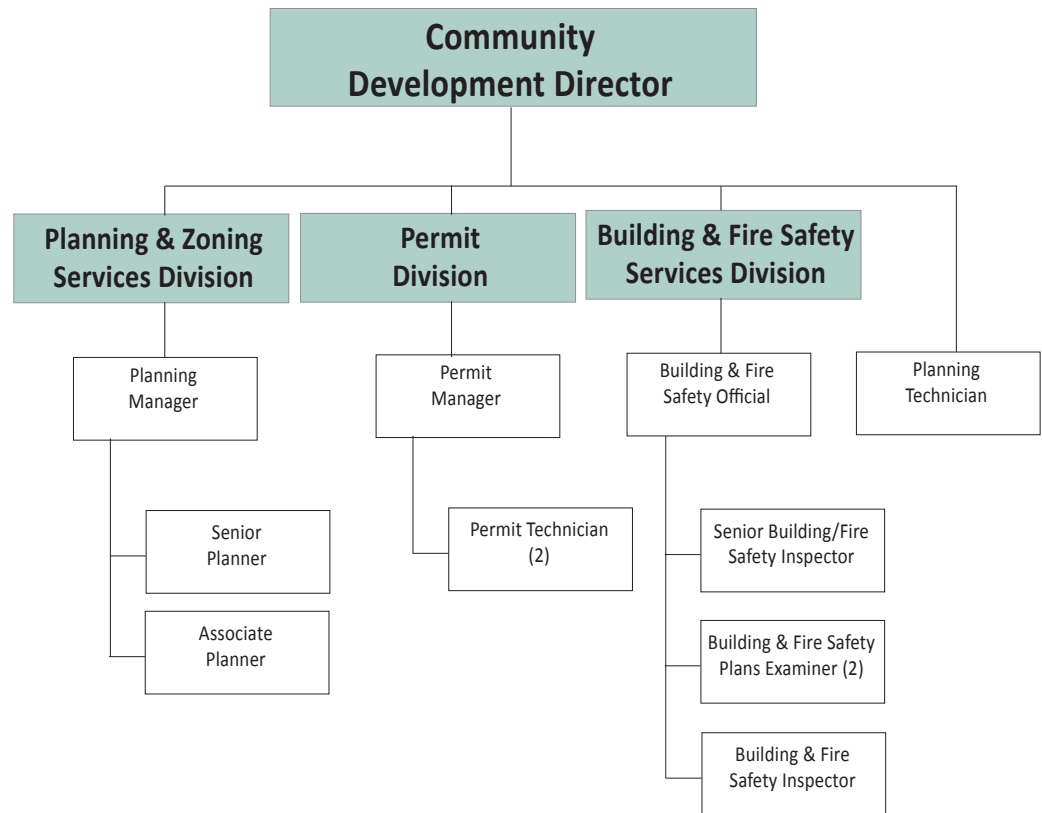 Community
Development Director
Planning & Zoning
Services Division
Permit
Division
Building & Fire Safety
Services Division
Planning
Manager
Permit
Manager
Building & Fire
Safety Official
Planning
Technician
Senior
Planner
Associate
Planner
Permit Technician
(2)
Senior Building/Fire
Safety Inspector
Building & Fire Safety
Plans Examiner (2)
Building & Fire
Safety Inspector